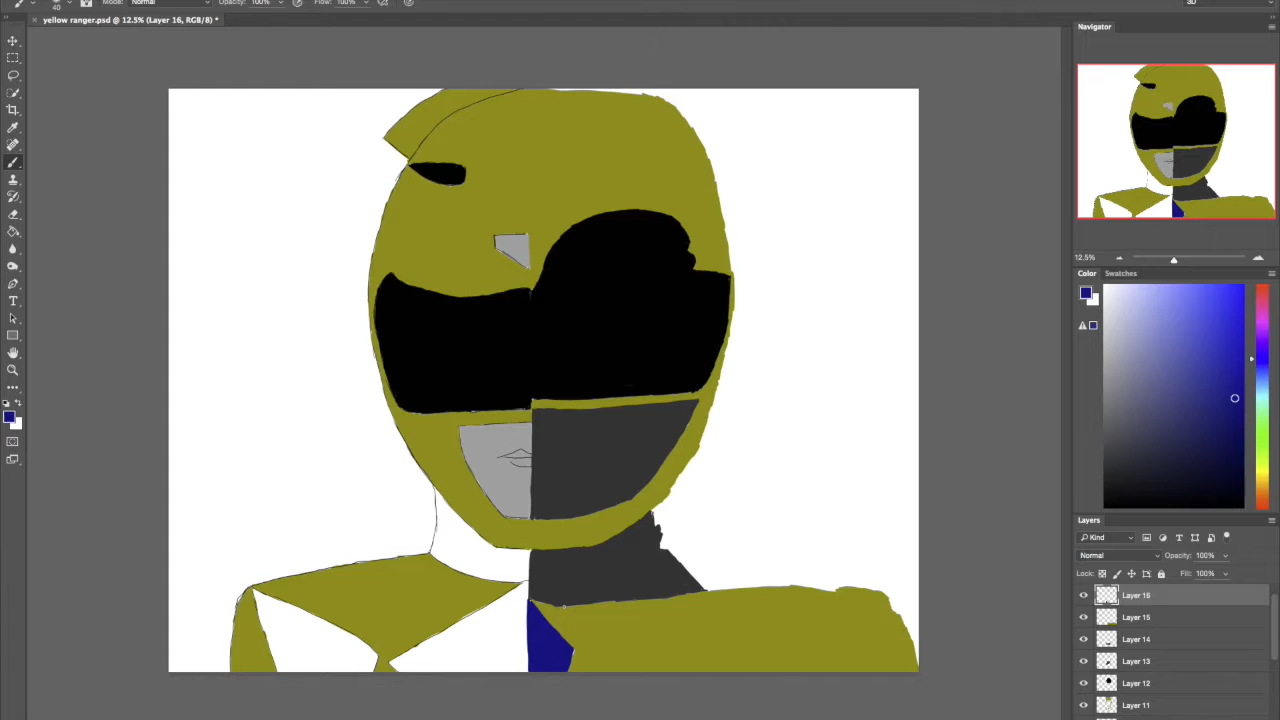 40 Mode: Normal Opacity: 100% Flow: 100% 3D
yellow ranger.psd @ 12.5% (Layer 16, RGB/8) *
Navigator
12.5%
Color Swatches
Layers
Kind
Normal Opacity: 100%
Lock: Fill: 100%
Layer 16
Layer 15
Layer 14
Layer 13
Layer 12
Layer 11